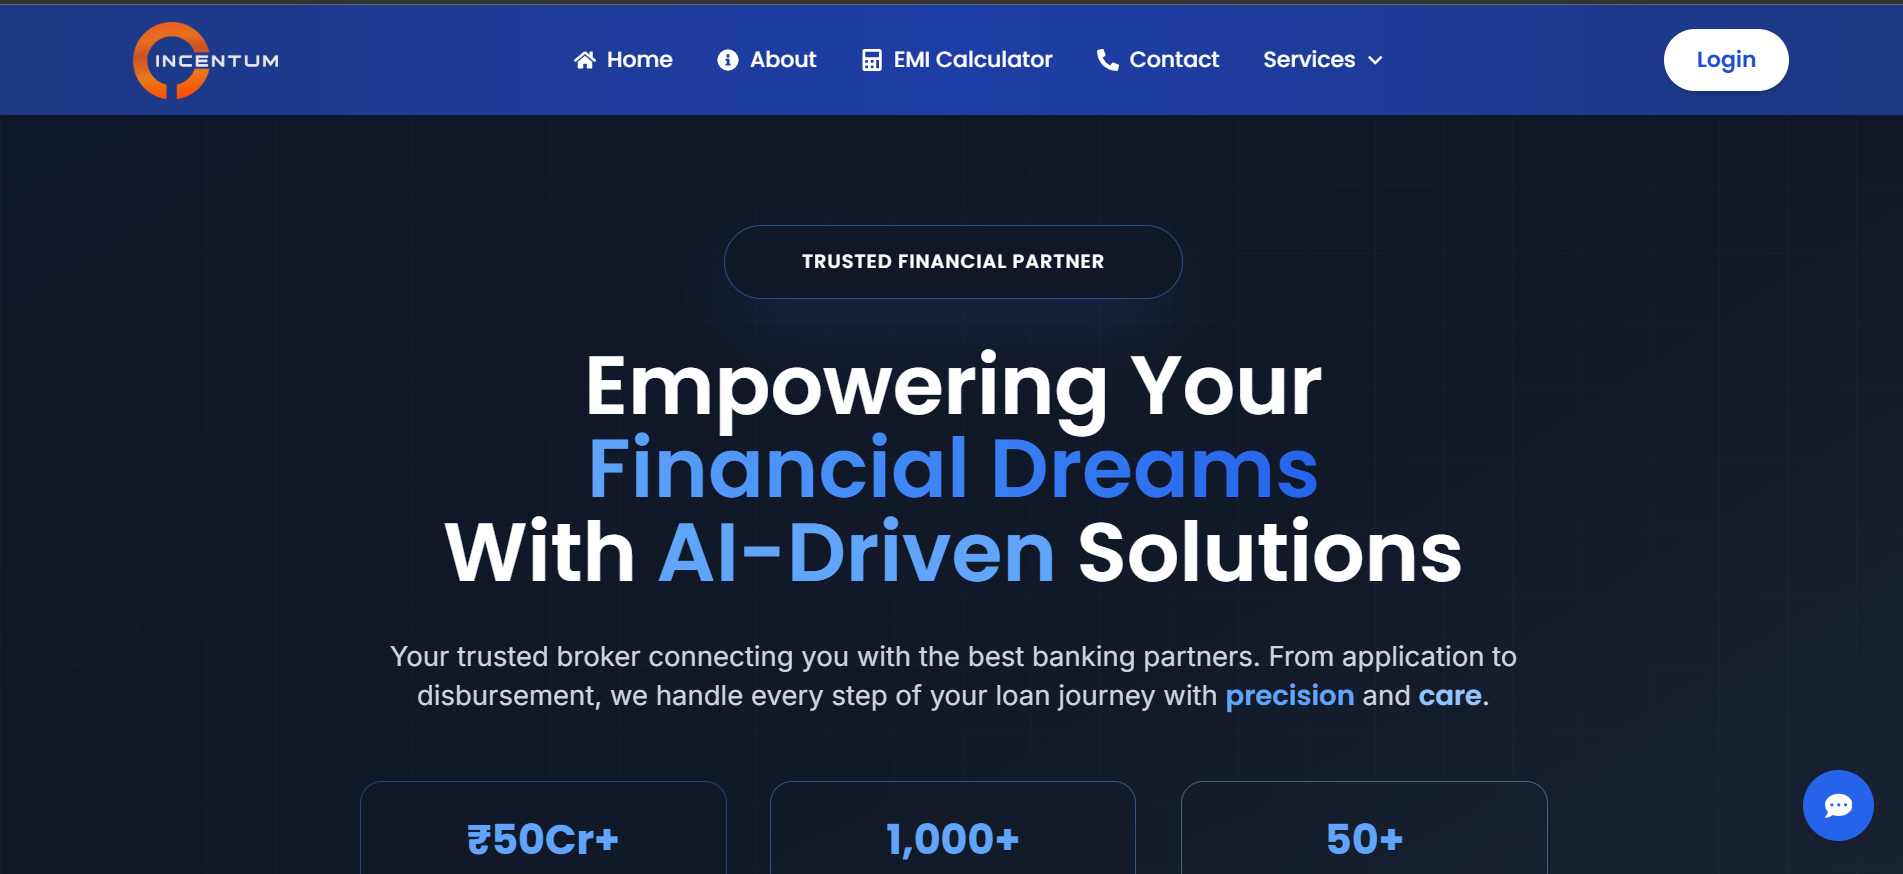 INCENTUM
Home
About
EMI Calculator
Contact
Services
Login
TRUSTED FINANCIAL PARTNER
Empowering Your
Financial Dreams
With AI-Driven Solutions
Your trusted broker connecting you with the best banking partners. From application to
disbursement, we handle every step of your loan journey with precision and care.
₹50Cr+
1,000+
50+